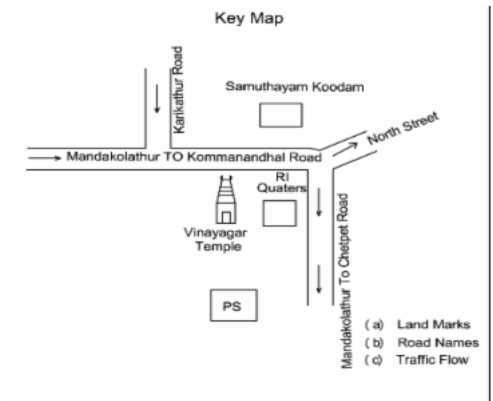 Key Map
Karikathur Road
Samuthayam Koodam
North Street
Mandakolathur TO Kommanandhal Road
RI
Quaters
Vinayagar
Temple
Mandakolathur To Chetpet Road
PS
( a ) Land Marks
( b ) Road Names
( c ) Traffic Flow